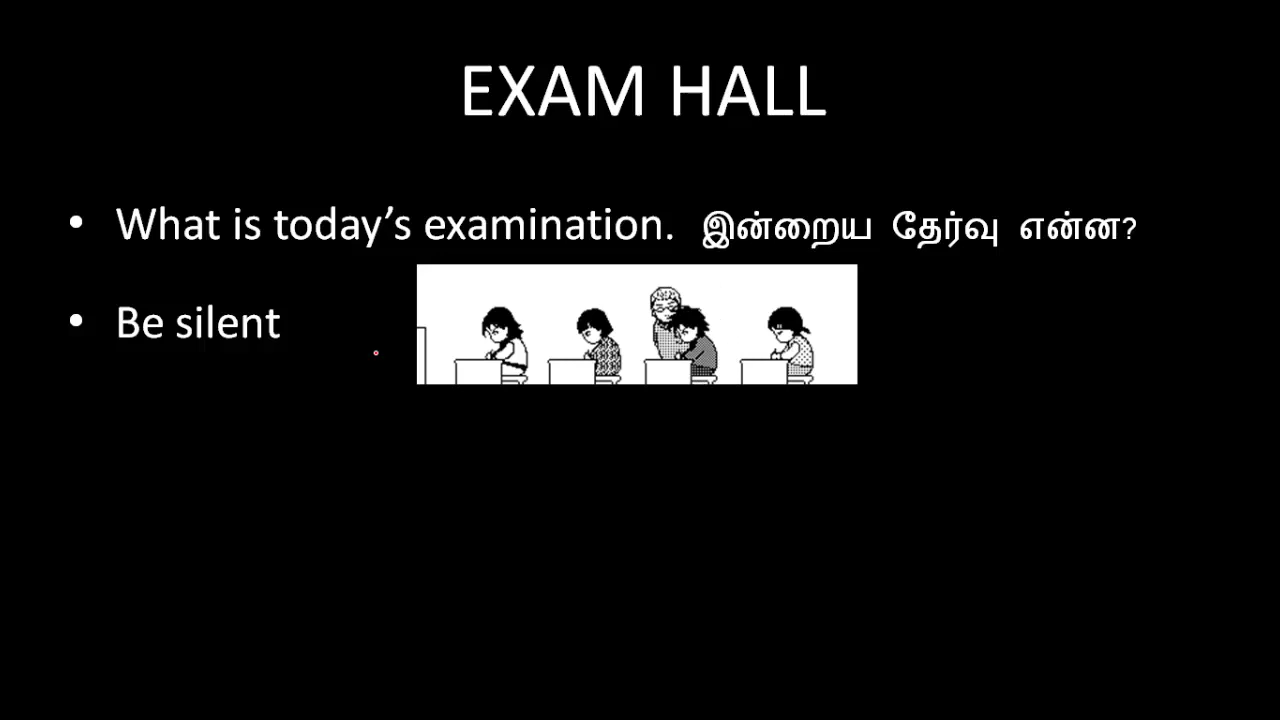 EXAM HALL
• What is today’s examination. இன்றைய தேர்வு என்ன?
• Be silent